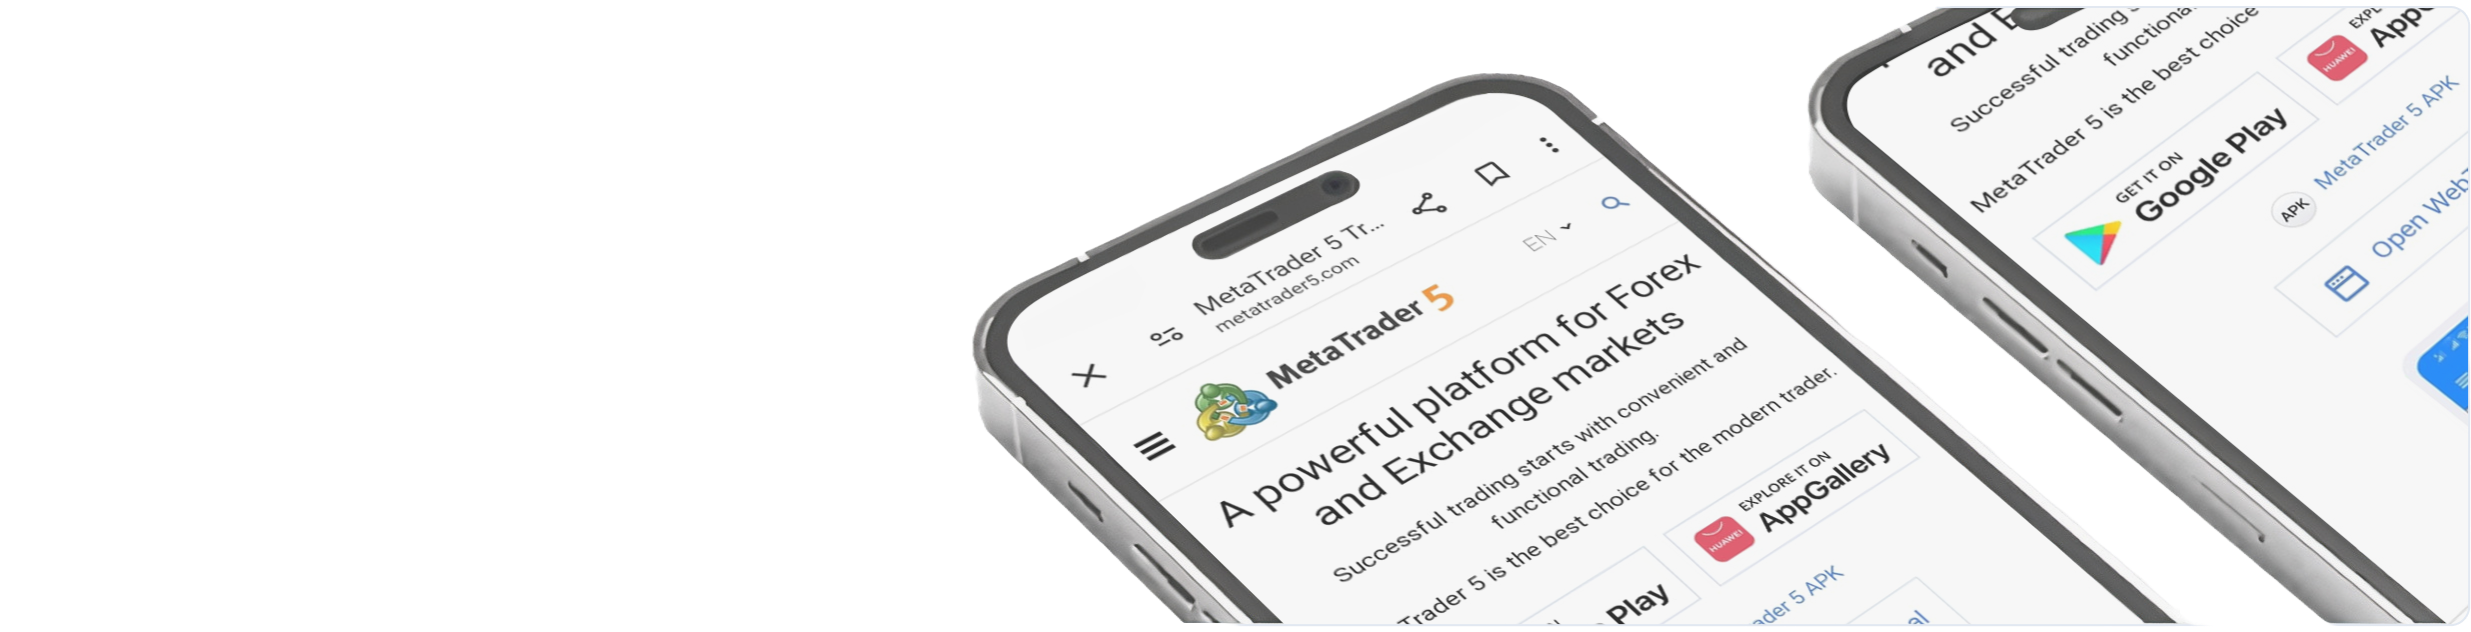 MetaTrader 5 Tr...
metatrader5.com
EN
MetaTrader 5
A powerful platform for Forex
and Exchange markets
Successful trading starts with convenient and
functional trading.
Trader 5 is the best choice for the modern trader.
EXPLORE IT ON
HUAWEI
AppGallery
Play
ader 5 APK
al
and E
Successful trading
functiona
MetaTrader 5 is the best choice
EXPL
HUAWEI
AppG
GET IT ON
Google Play
APK
MetaTrader 5 APK
Open Web